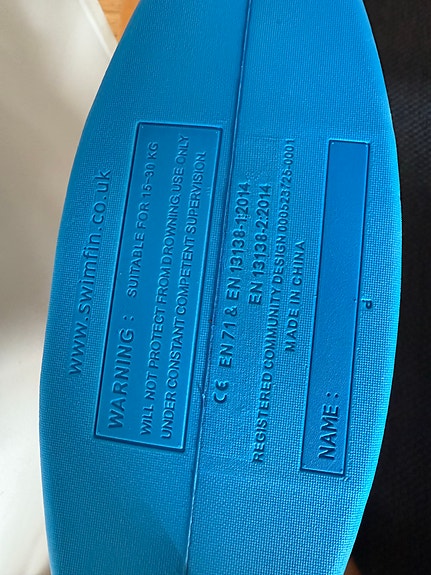 www.swimfin.co.uk
WARNING : SUITABLE FOR 15-30 KG
WILL NOT PROTECT FROM DROWNING USE ONLY
UNDER CONSTANT COMPETENT SUPERVISION.
CE EN 71 & EN 13138-1:2014
EN 13138-2:2014
REGISTERED COMMUNITY DESIGN 000523725-0001
MADE IN CHINA
NAME :